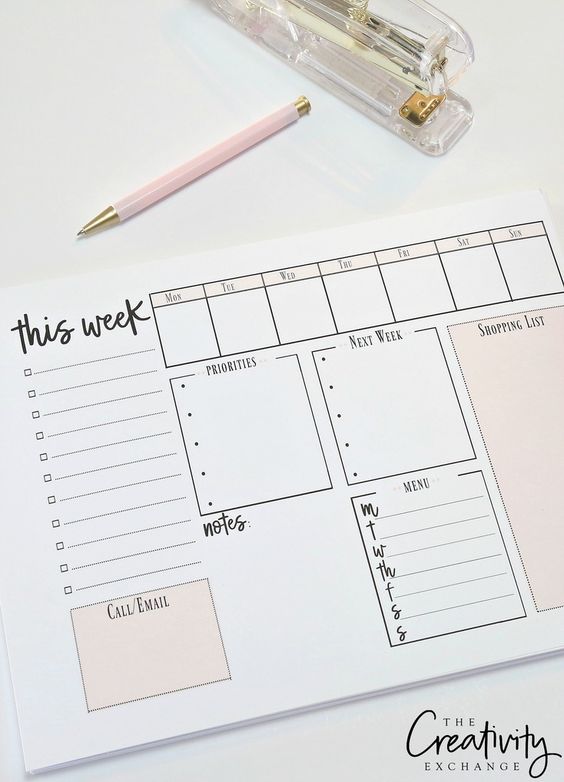 this week
Mon Tue Wed Thu Fri Sat Sun
PRIORITIES
Next Week
Shopping List
notes:
MENU
m
t
w
th
f
s
s
Call/Email
THE
Creativity
EXCHANGE